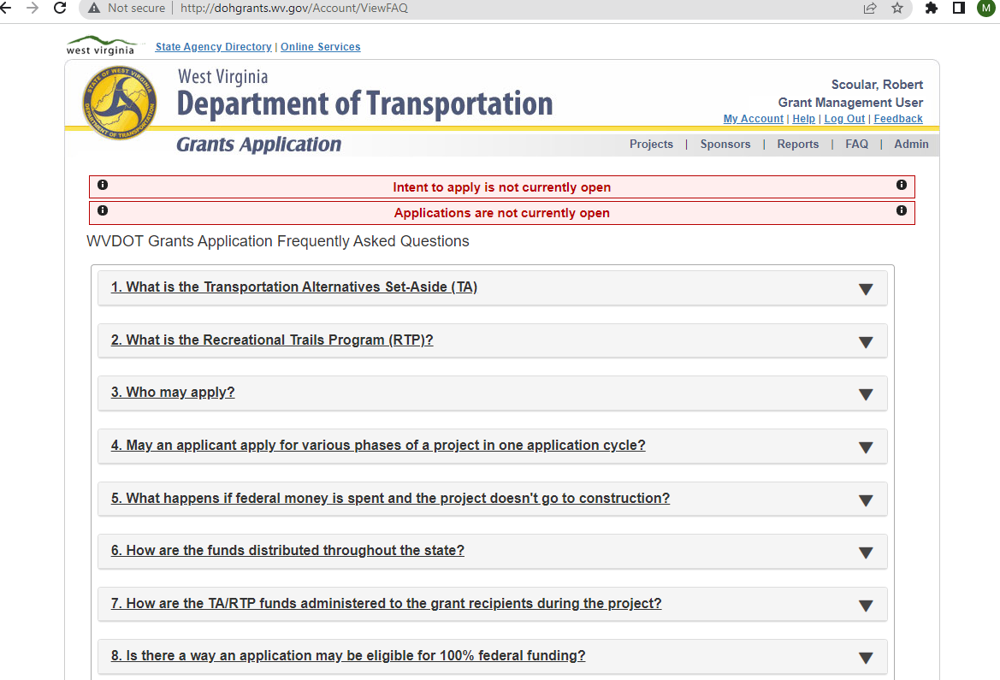 Not secure | http://dohgrants.wv.gov/Account/ViewFAQ
M
west virginia
State Agency Directory | Online Services
STATE OF WEST VIRGINIA
DEPARTMENT OF TRANSPORTATION
West Virginia
Department of Transportation
Scoular, Robert
Grant Management User
My Account | Help | Log Out | Feedback
Grants Application
Projects | Sponsors | Reports | FAQ | Admin
Intent to apply is not currently open
Applications are not currently open
WVDOT Grants Application Frequently Asked Questions
1. What is the Transportation Alternatives Set-Aside (TA)
2. What is the Recreational Trails Program (RTP)?
3. Who may apply?
4. May an applicant apply for various phases of a project in one application cycle?
5. What happens if federal money is spent and the project doesn't go to construction?
6. How are the funds distributed throughout the state?
7. How are the TA/RTP funds administered to the grant recipients during the project?
8. Is there a way an application may be eligible for 100% federal funding?